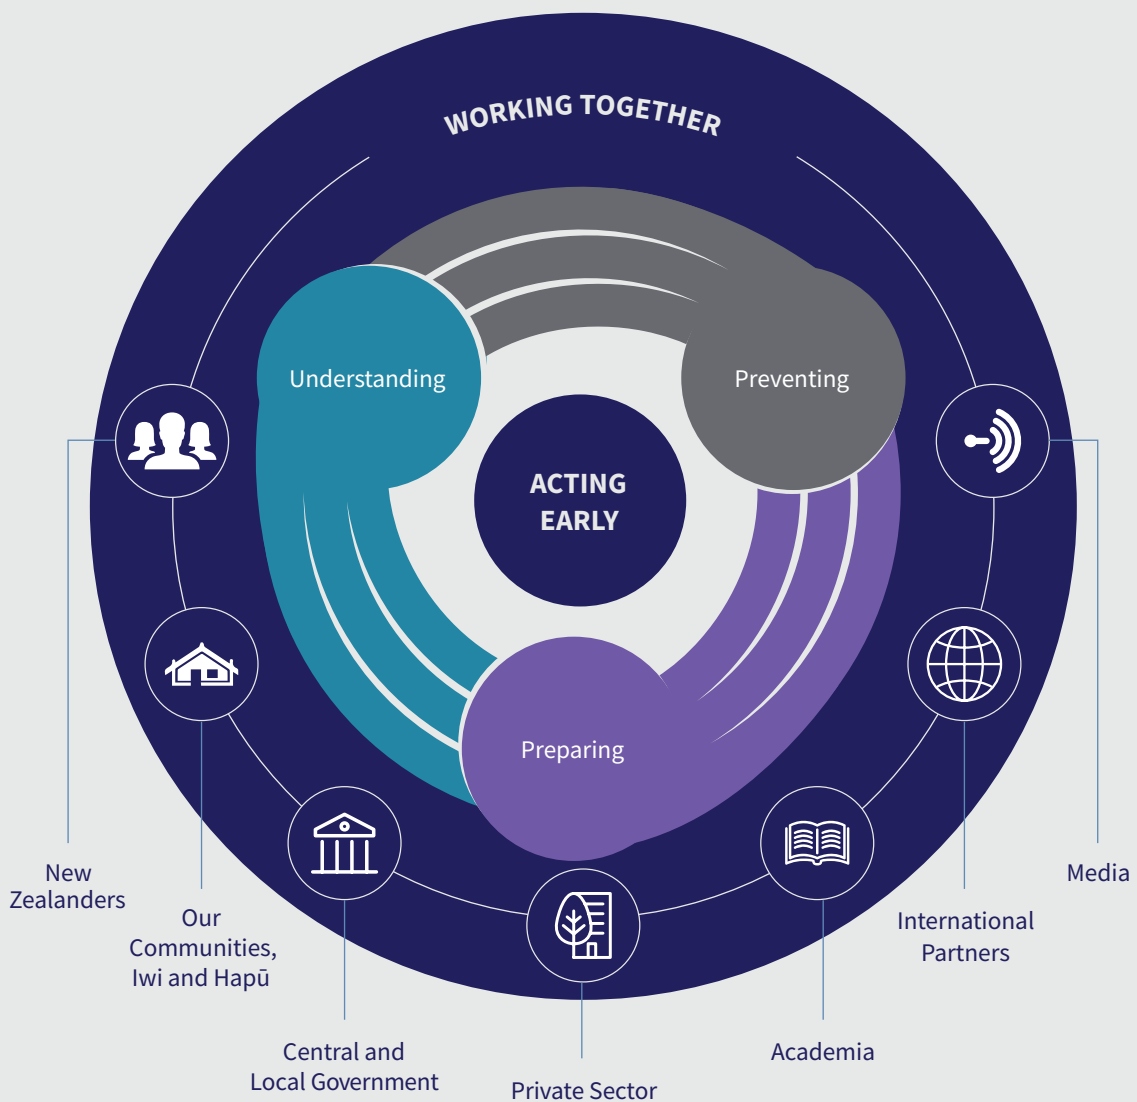 WORKING TOGETHER
Understanding
Preventing
ACTING
EARLY
Preparing
New
Zealanders
Our
Communities,
Iwi and Hapū
Central and
Local Government
Private Sector
Academia
International
Partners
Media